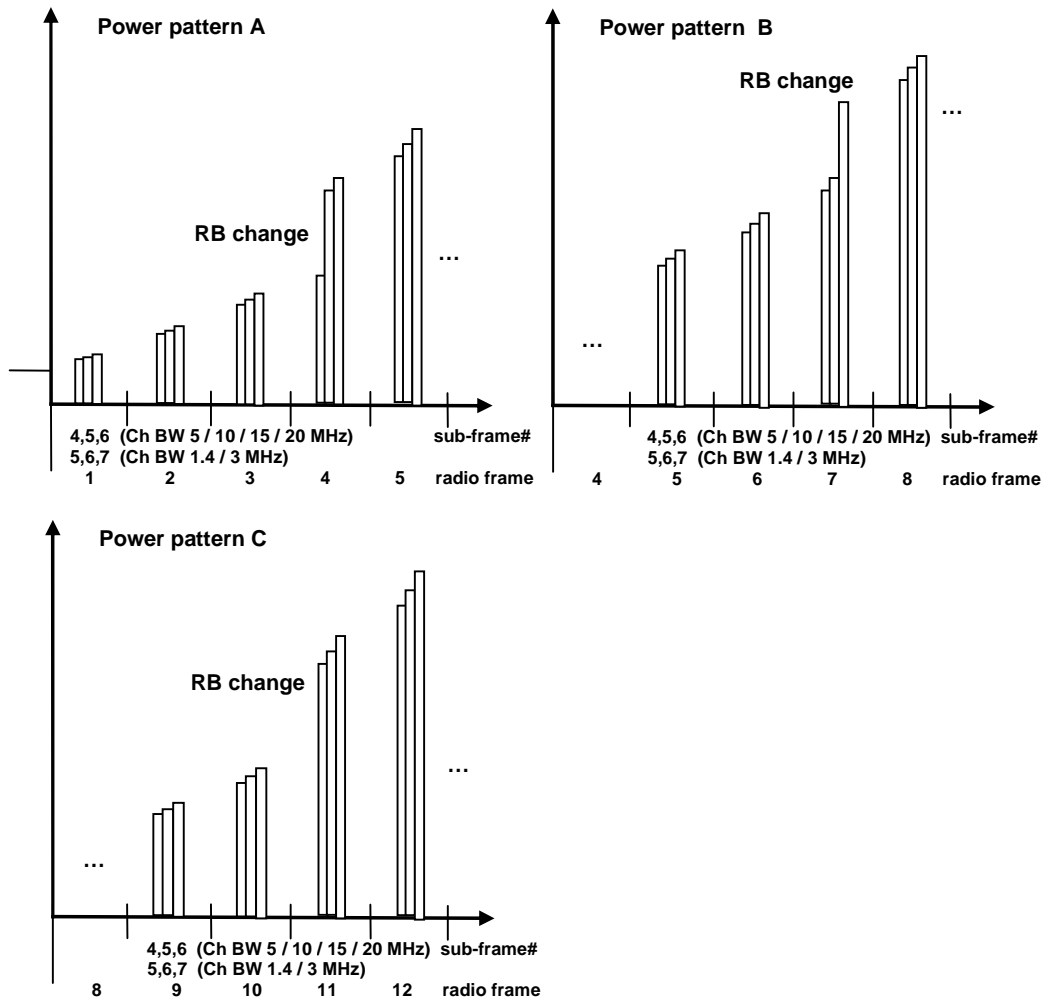 Power pattern A
RB change
...
4,5,6 (Ch BW 5 / 10 / 15 / 20 MHz) sub-frame#
5,6,7 (Ch BW 1.4 / 3 MHz)
1 2 3 4 5 radio frame
Power pattern B
RB change
...
...
4,5,6 (Ch BW 5 / 10 / 15 / 20 MHz) sub-frame#
5,6,7 (Ch BW 1.4 / 3 MHz)
4 5 6 7 8 radio frame
Power pattern C
RB change
...
...
4,5,6 (Ch BW 5 / 10 / 15 / 20 MHz) sub-frame#
5,6,7 (Ch BW 1.4 / 3 MHz)
8 9 10 11 12 radio frame